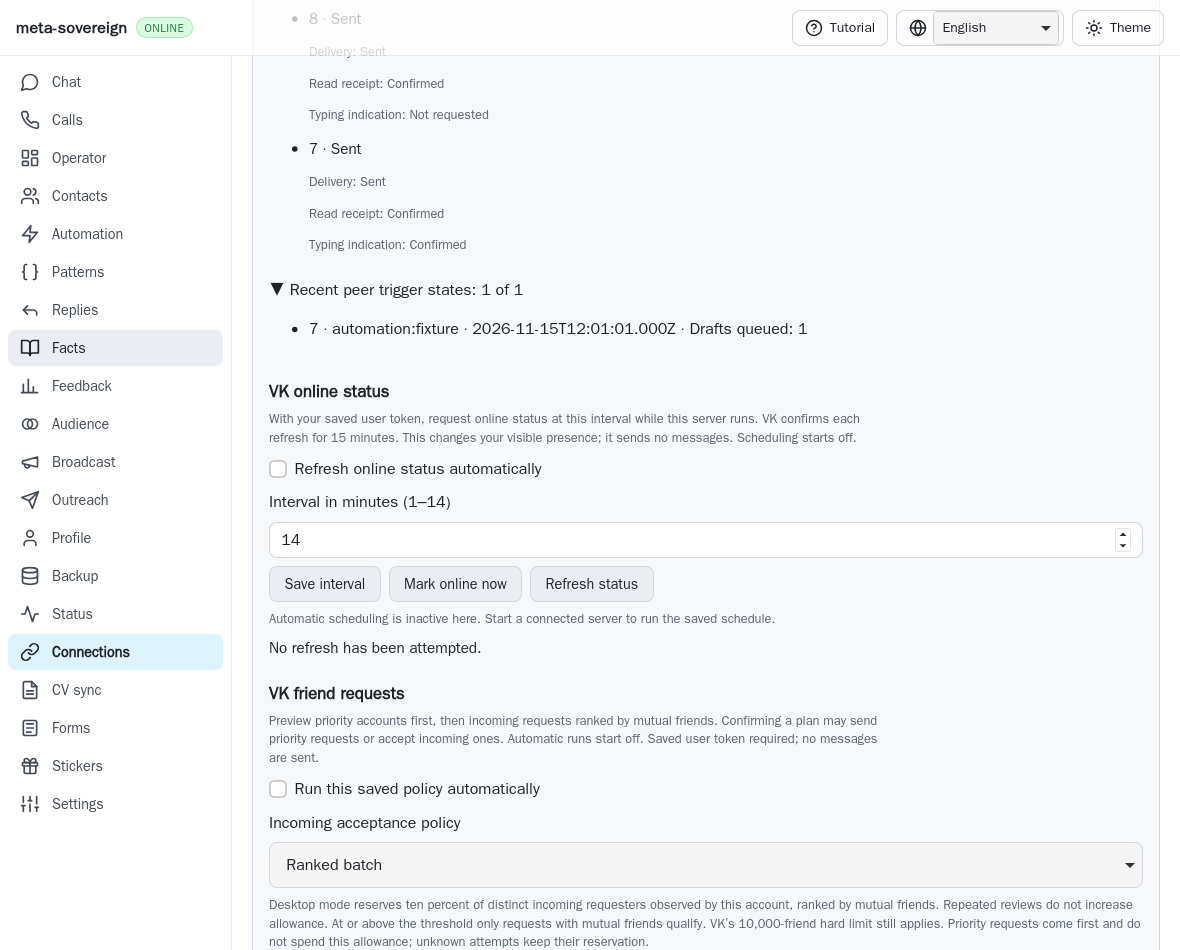 meta-sovereign ONLINE
Tutorial
English
Theme
Chat
Calls
Operator
Contacts
Automation
Patterns
Replies
Facts
Feedback
Audience
Broadcast
Outreach
Profile
Backup
Status
Connections
CV sync
Forms
Stickers
Settings
8 · Sent
Delivery: Sent
Read receipt: Confirmed
Typing indication: Not requested
7 · Sent
Delivery: Sent
Read receipt: Confirmed
Typing indication: Confirmed
Recent peer trigger states: 1 of 1
7 · automation:fixture · 2026-11-15T12:01:01.000Z · Drafts queued: 1
VK online status
With your saved user token, request online status at this interval while this server runs. VK confirms each
refresh for 15 minutes. This changes your visible presence; it sends no messages. Scheduling starts off.
Refresh online status automatically
Interval in minutes (1–14)
14
Save interval
Mark online now
Refresh status
Automatic scheduling is inactive here. Start a connected server to run the saved schedule.
No refresh has been attempted.
VK friend requests
Preview priority accounts first, then incoming requests ranked by mutual friends. Confirming a plan may send
priority requests or accept incoming ones. Automatic runs start off. Saved user token required; no messages
are sent.
Run this saved policy automatically
Incoming acceptance policy
Ranked batch
Desktop mode reserves ten percent of distinct incoming requesters observed by this account, ranked by mutual friends. Repeated reviews do not increase
allowance. At or above the threshold only requests with mutual friends qualify. VK's 10,000-friend hard limit still applies. Priority requests come first and do
not spend this allowance; unknown attempts keep their reservation.